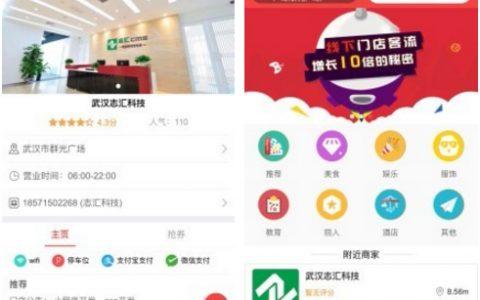 志汇cms
武汉志汇科技
4.3分 人气：110
武汉市群光广场
营业时间：06:00-22:00
18571502268 (志汇科技)
主页 抢券
wifi 停车位 支付宝支付 微信支付
推荐
线下门店客流
增长10倍的秘密
推荐 美食 娱乐 服饰
教育 丽人 酒店 其他
附近商家
武汉志汇科技
暂无评分 8.56m